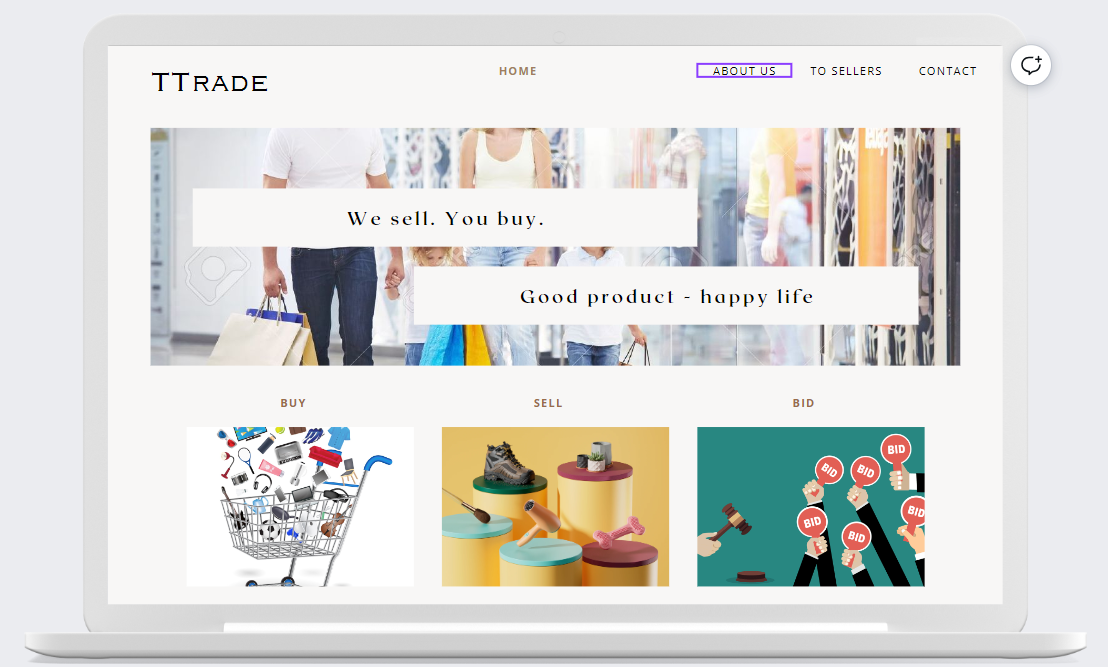 TTRADE
HOME
ABOUT US
TO SELLERS
CONTACT
We sell. You buy.
Good product - happy life
BUY
SELL
BID
BID
BID
BID
BID
BID
BID